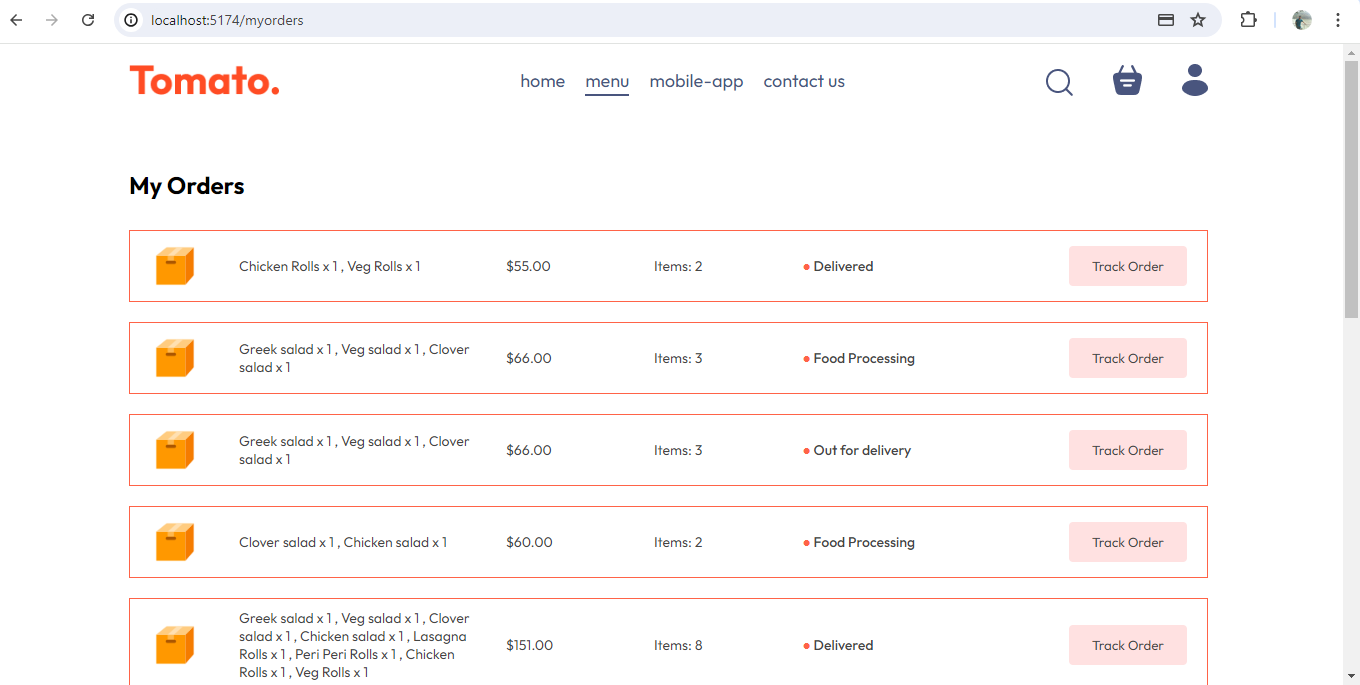 localhost:5174/myorders
Tomato.
home menu mobile-app contact us
My Orders
Chicken Rolls x 1 , Veg Rolls x 1 $55.00 Items: 2 • Delivered Track Order
Greek salad x 1 , Veg salad x 1 , Clover
salad x 1 $66.00 Items: 3 • Food Processing Track Order
Greek salad x 1 , Veg salad x 1 , Clover
salad x 1 $66.00 Items: 3 • Out for delivery Track Order
Clover salad x 1 , Chicken salad x 1 $60.00 Items: 2 • Food Processing Track Order
Greek salad x 1 , Veg salad x 1 , Clover
salad x 1 , Chicken salad x 1 , Lasagna
Rolls x 1 , Peri Peri Rolls x 1 , Chicken
Rolls x 1 , Veg Rolls x 1 $151.00 Items: 8 • Delivered Track Order